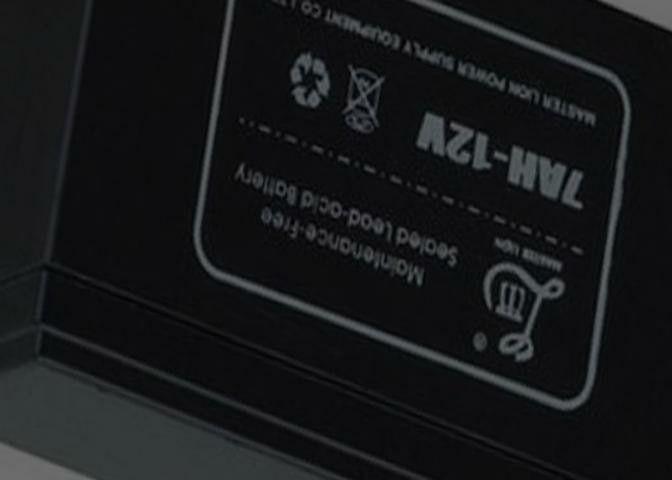 MASTER LION
Maintenance-Free
Sealed Lead-acid Battery
7AH-12V
MASTER LION POWER SUPPLY EQUIPMENT CO